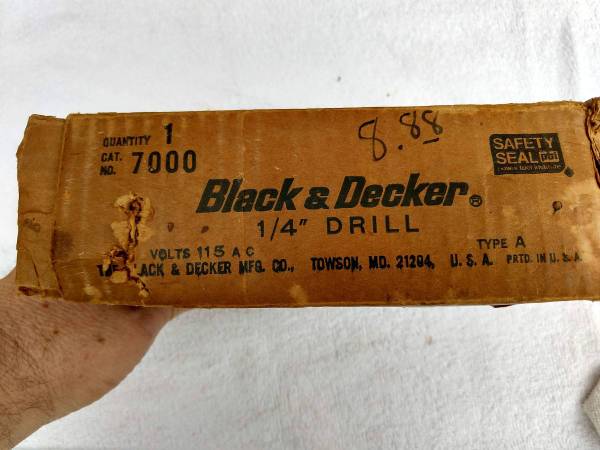 QUANTITY 1
CAT. NO. 7000
8.88
SAFETY
SEAL
Black & Decker®
1/4" DRILL
VOLTS 115 AC
TYPE A
ACK & DECKER MFG. CO., TOWSON, MD. 21204, U. S. A. PRTD. IN U. S. A.